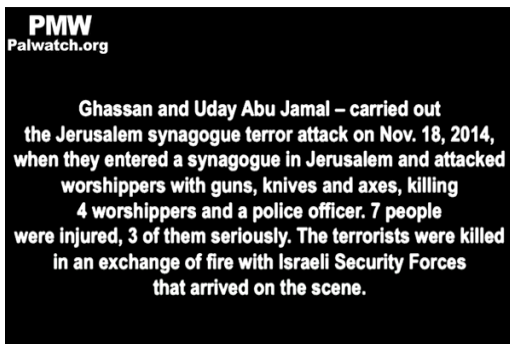 PMW
Palwatch.org
Ghassan and Uday Abu Jamal – carried out
the Jerusalem synagogue terror attack on Nov. 18, 2014,
when they entered a synagogue in Jerusalem and attacked
worshippers with guns, knives and axes, killing
4 worshippers and a police officer. 7 people
were injured, 3 of them seriously. The terrorists were killed
in an exchange of fire with Israeli Security Forces
that arrived on the scene.